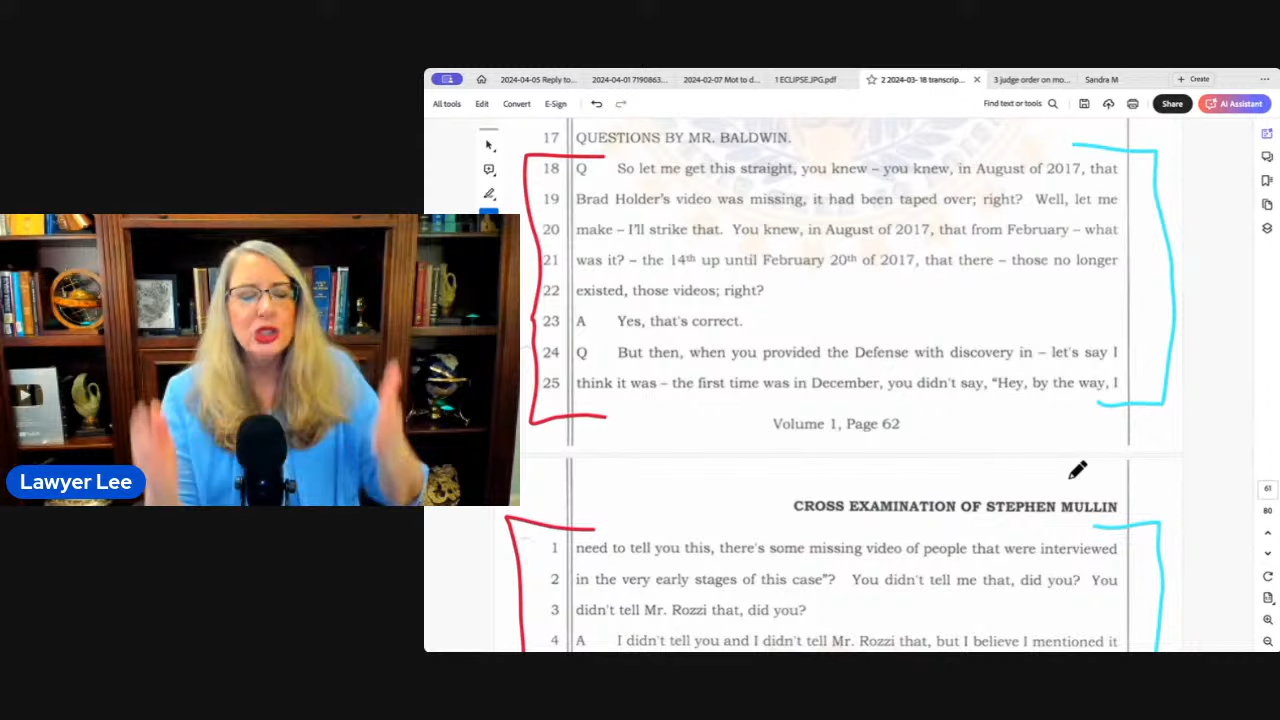 2024-04-05 Reply to... 2024-04-01 7190863... 2024-02-07 Mot to d... 1 ECLIPSE.JPG.pdf 2 2024-03- 18 transcrip... 3 judge order on mo... Sandra M Create
All tools Edit Convert E-Sign Find text or tools Share AI Assistant
17 QUESTIONS BY MR. BALDWIN.
18 Q So let me get this straight, you knew – you knew, in August of 2017, that
19 Brad Holder's video was missing, it had been taped over; right? Well, let me
20 make – I'll strike that. You knew, in August of 2017, that from February – what
21 was it? – the 14th up until February 20th of 2017, that there – those no longer
22 existed, those videos; right?
23 A Yes, that's correct.
24 Q But then, when you provided the Defense with discovery in – let's say I
25 think it was – the first time was in December, you didn't say, "Hey, by the way, I
Volume 1, Page 62
CROSS EXAMINATION OF STEPHEN MULLIN
1 need to tell you this, there's some missing video of people that were interviewed
2 in the very early stages of this case"? You didn't tell me that, did you? You
3 didn't tell Mr. Rozzi that, did you?
4 A I didn't tell you and I didn't tell Mr. Rozzi that, but I believe I mentioned it
61
80
Lawyer Lee